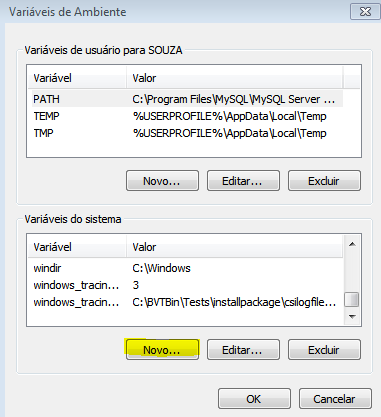 Variáveis de Ambiente
Variáveis de usuário para SOUZA
Variável Valor
PATH C:\Program Files\MySQL\MySQL Server ...
TEMP %USERPROFILE%\AppData\Local\Temp
TMP %USERPROFILE%\AppData\Local\Temp
Novo... Editar... Excluir
Variáveis do sistema
Variável Valor
windir C:\Windows
windows_tracin... 3
windows_tracin... C:\BVTBin\Tests\installpackage\csilogfile...
Novo... Editar... Excluir
OK Cancelar